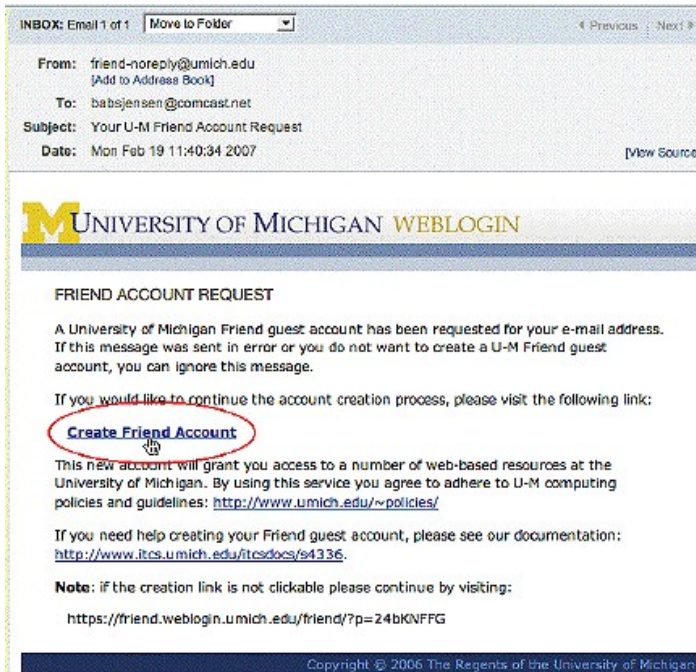 INBOX: Email 1 of 1 Move to Folder Previous Next
From: friend-noreply@umich.edu
[Add to Address Book]
To: babsjensen@comcast.net
Subject: Your U-M Friend Account Request
Date: Mon Feb 19 11:40:34 2007
[View Source
M UNIVERSITY OF MICHIGAN WEBLOGIN
FRIEND ACCOUNT REQUEST
A University of Michigan Friend guest account has been requested for your e-mail address.
If this message was sent in error or you do not want to create a U-M Friend guest
account, you can ignore this message.
If you would like to continue the account creation process, please visit the following link:
Create Friend Account
This new account will grant you access to a number of web-based resources at the
University of Michigan. By using this service you agree to adhere to U-M computing
policies and guidelines: http://www.umich.edu/~policies/
If you need help creating your Friend guest account, please see our documentation:
http://www.itcs.umich.edu/itcsdocs/s4336.
Note: if the creation link is not clickable please continue by visiting:
https://friend.weblogin.umich.edu/friend/?p=24bKNFFG
Copyright © 2006 The Regents of the University of Michigan